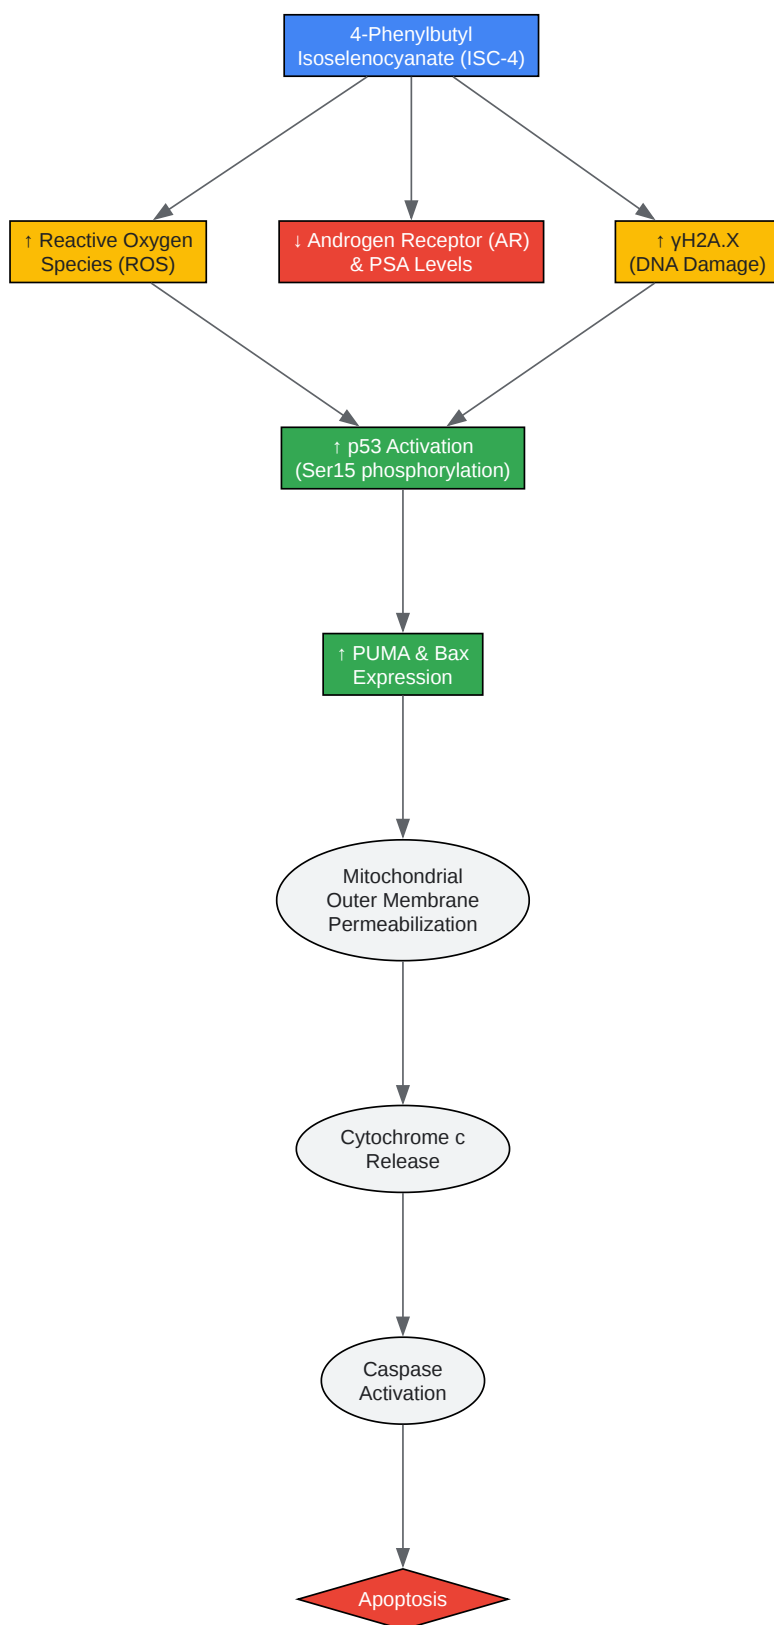 4-Phenylbutyl
Isoselenocyanate (ISC-4)
↑ Reactive Oxygen
Species (ROS)
↓ Androgen Receptor (AR)
& PSA Levels
↑ γH2A.X
(DNA Damage)
↑ p53 Activation
(Ser15 phosphorylation)
↑ PUMA & Bax
Expression
Mitochondrial
Outer Membrane
Permeabilization
Cytochrome c
Release
Caspase
Activation
Apoptosis